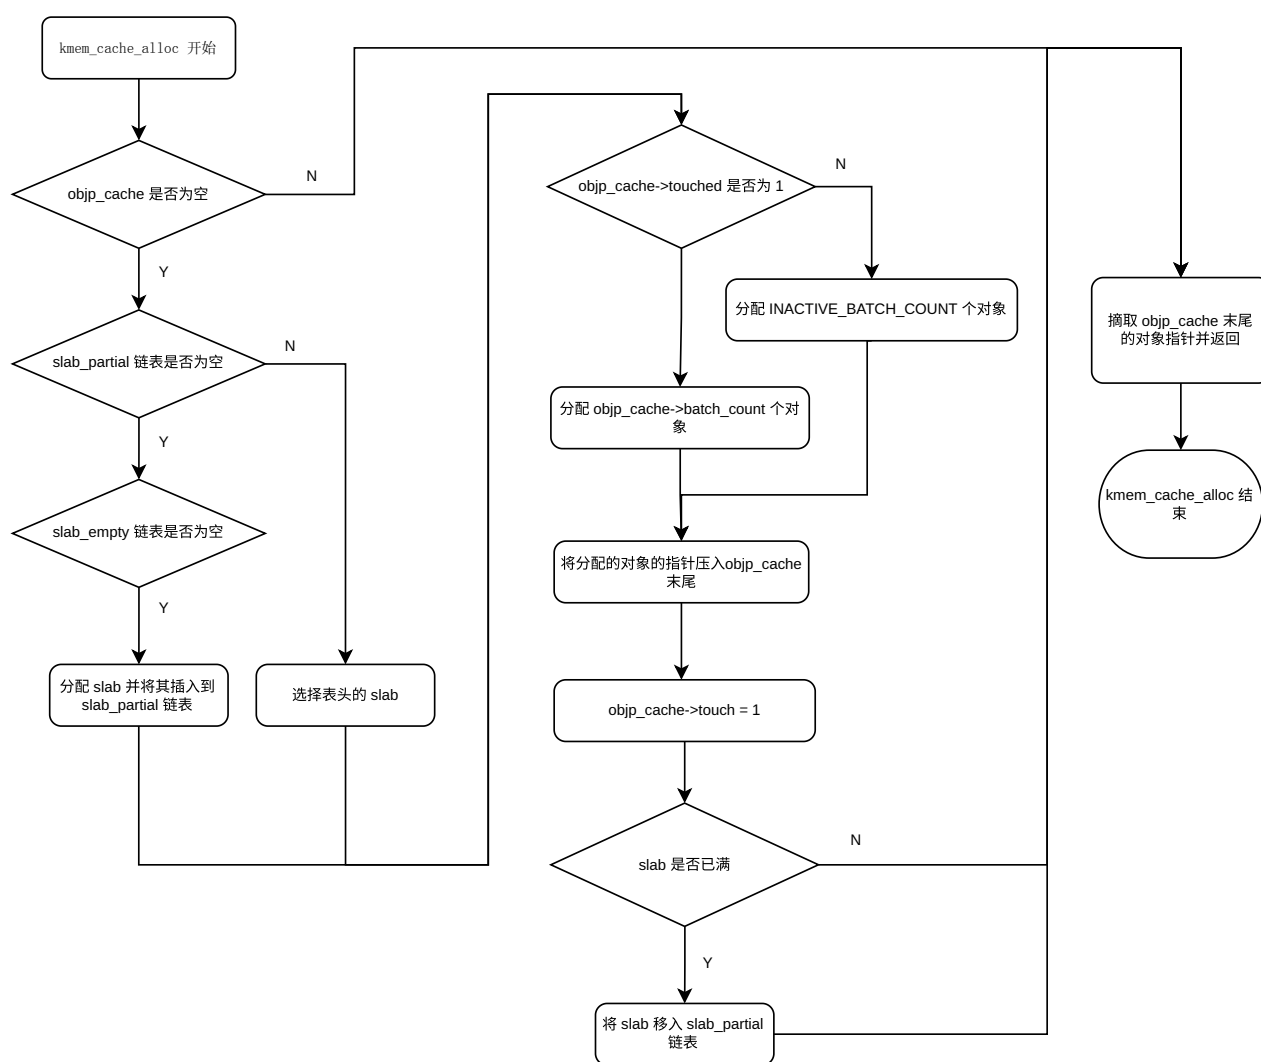 kmem_cache_alloc 开始
objp_cache 是否为空
N
Y
slab_partial 链表是否为空
N
Y
slab_empty 链表是否为空
Y
分配 slab 并将其插入到
slab_partial 链表
选择表头的 slab
objp_cache->touched 是否为 1
N
分配 INACTIVE_BATCH_COUNT 个对象
分配 objp_cache->batch_count 个对
象
将分配的对象的指针压入objp_cache
末尾
objp_cache->touch = 1
slab 是否已满
N
Y
将 slab 移入 slab_partial
链表
摘取 objp_cache 末尾
的对象指针并返回
kmem_cache_alloc 结
束